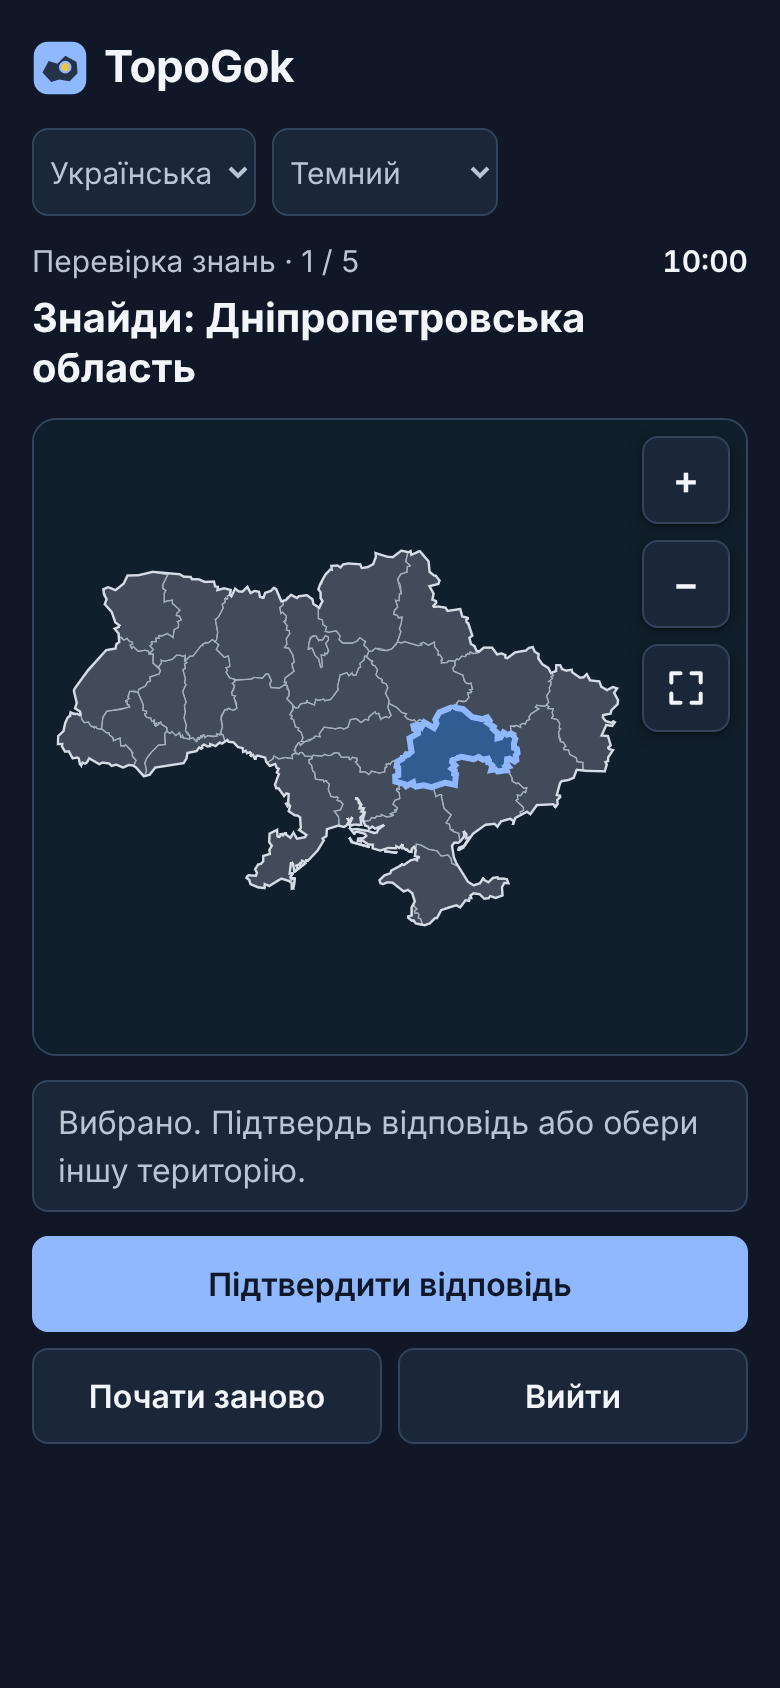 TopoGok
Українська
Темний
Перевірка знань · 1 / 5
10:00
Знайди: Дніпропетровська
область
+
−
Вибрано. Підтвердь відповідь або обери
іншу територію.
Підтвердити відповідь
Почати заново
Вийти